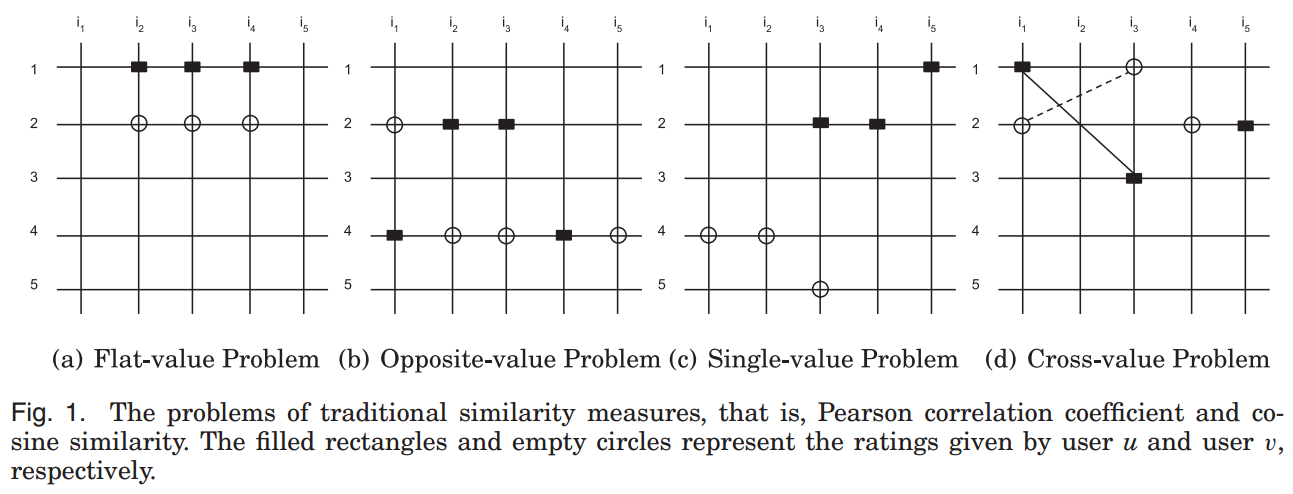 i1 i2 i3 i4 i5 i1 i2 i3 i4 i5 i1 i2 i3 i4 i5 i1 i2 i3 i4 i5
1 1 1 1
2 2 2 2
3 3 3 3
4 4 4 4
5 5 5 5
(a) Flat-value Problem (b) Opposite-value Problem (c) Single-value Problem (d) Cross-value Problem
Fig. 1. The problems of traditional similarity measures, that is, Pearson correlation coefficient and co-
sine similarity. The filled rectangles and empty circles represent the ratings given by user u and user v,
respectively.